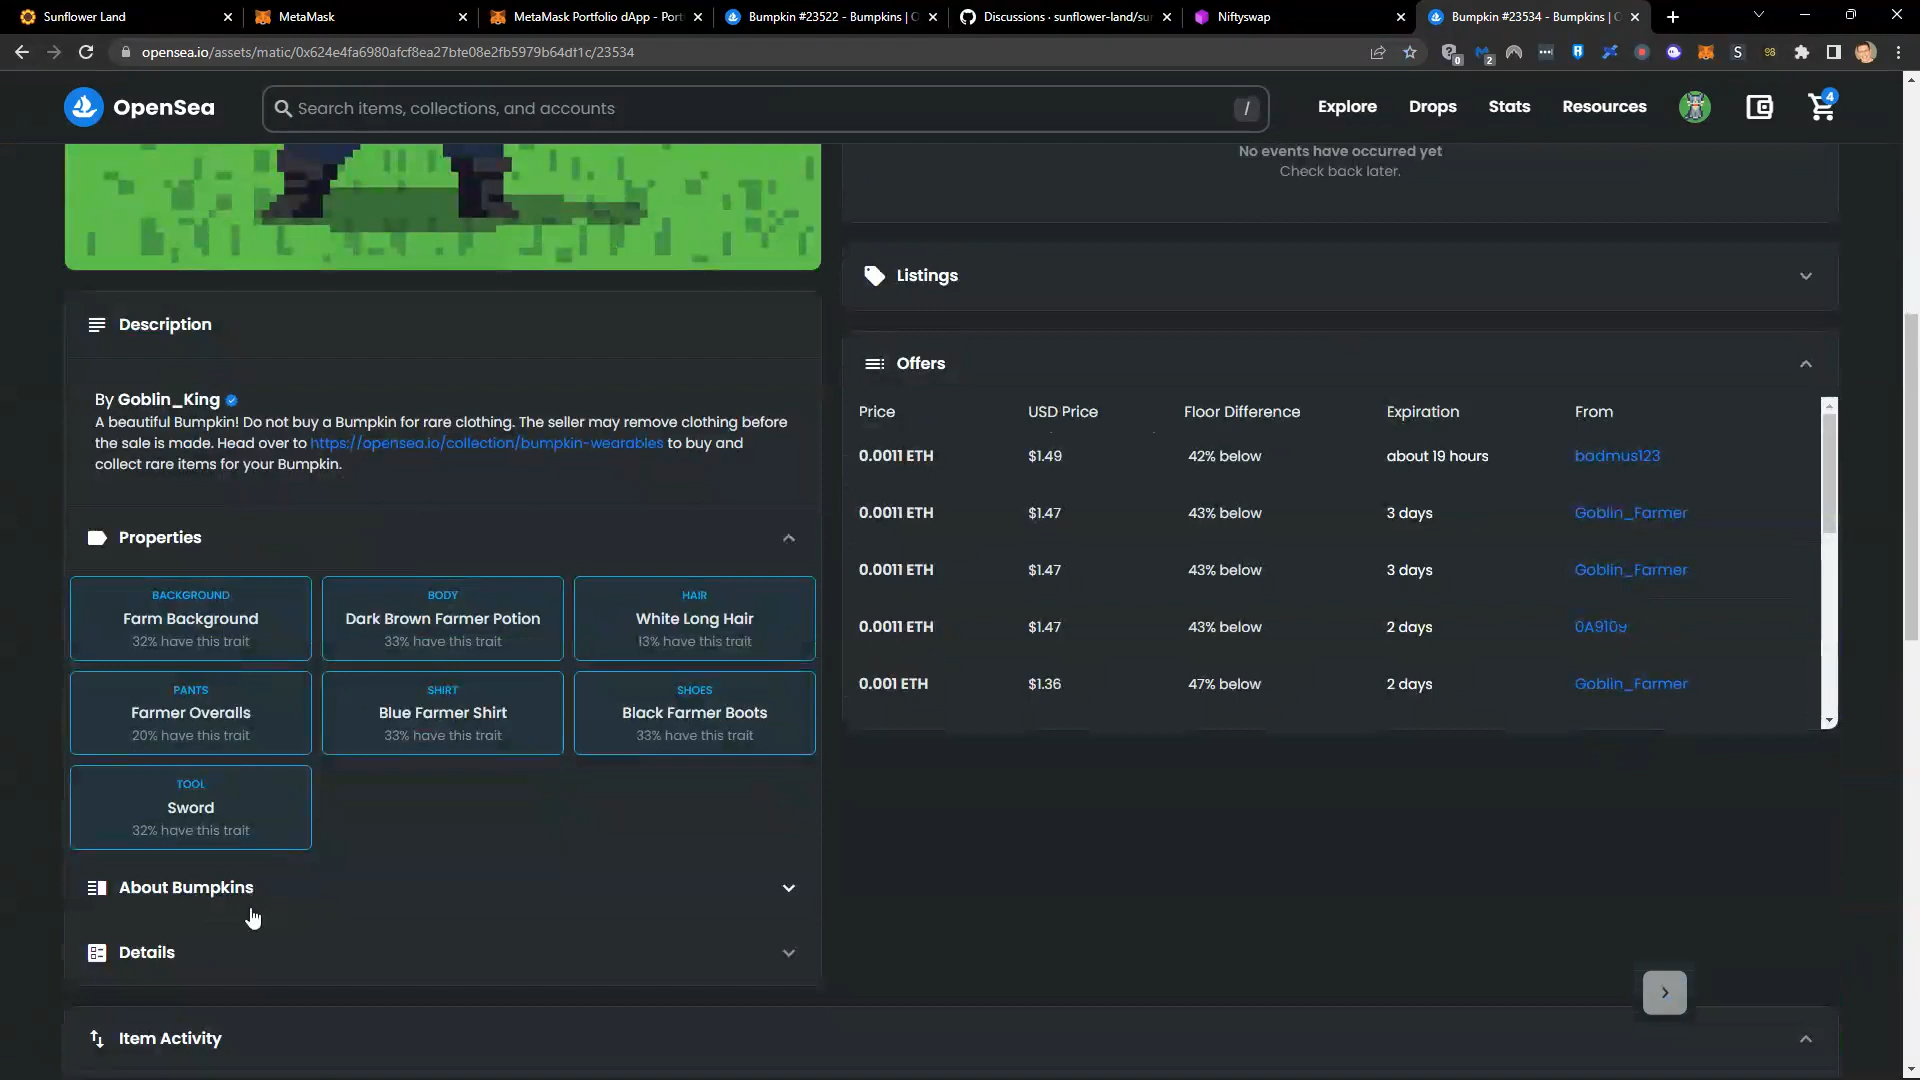 Sunflower Land
MetaMask
MetaMask Portfolio dApp - Port
Bumpkin #23522 - Bumpkins | O
Discussions · sunflower-land/sun
Niftyswap
Bumpkin #23534 - Bumpkins | O
opensea.io/assets/matic/0x624e4fa6980afcf8ea27bfe08e2fb5979b64df1c/23534
0
2
S
98
OpenSea
Search items, collections, and accounts
/
Explore
Drops
Stats
Resources
4
No events have occurred yet
Check back later.
Listings
Description
By Goblin_King
A beautiful Bumpkin! Do not buy a Bumpkin for rare clothing. The seller may remove clothing before
the sale is made. Head over to https://opensea.io/collection/bumpkin-wearables to buy and
collect rare items for your Bumpkin.
Offers
Price USD Price Floor Difference Expiration From
0.0011 ETH $1.49 42% below about 19 hours badmus123
0.0011 ETH $1.47 43% below 3 days Goblin_Farmer
0.0011 ETH $1.47 43% below 3 days Goblin_Farmer
0.0011 ETH $1.47 43% below 2 days 0A9109
0.001 ETH $1.36 47% below 2 days Goblin_Farmer
Properties
BACKGROUND
Farm Background
32% have this trait
BODY
Dark Brown Farmer Potion
33% have this trait
HAIR
White Long Hair
13% have this trait
PANTS
Farmer Overalls
20% have this trait
SHIRT
Blue Farmer Shirt
33% have this trait
SHOES
Black Farmer Boots
33% have this trait
TOOL
Sword
32% have this trait
About Bumpkins
Details
Item Activity